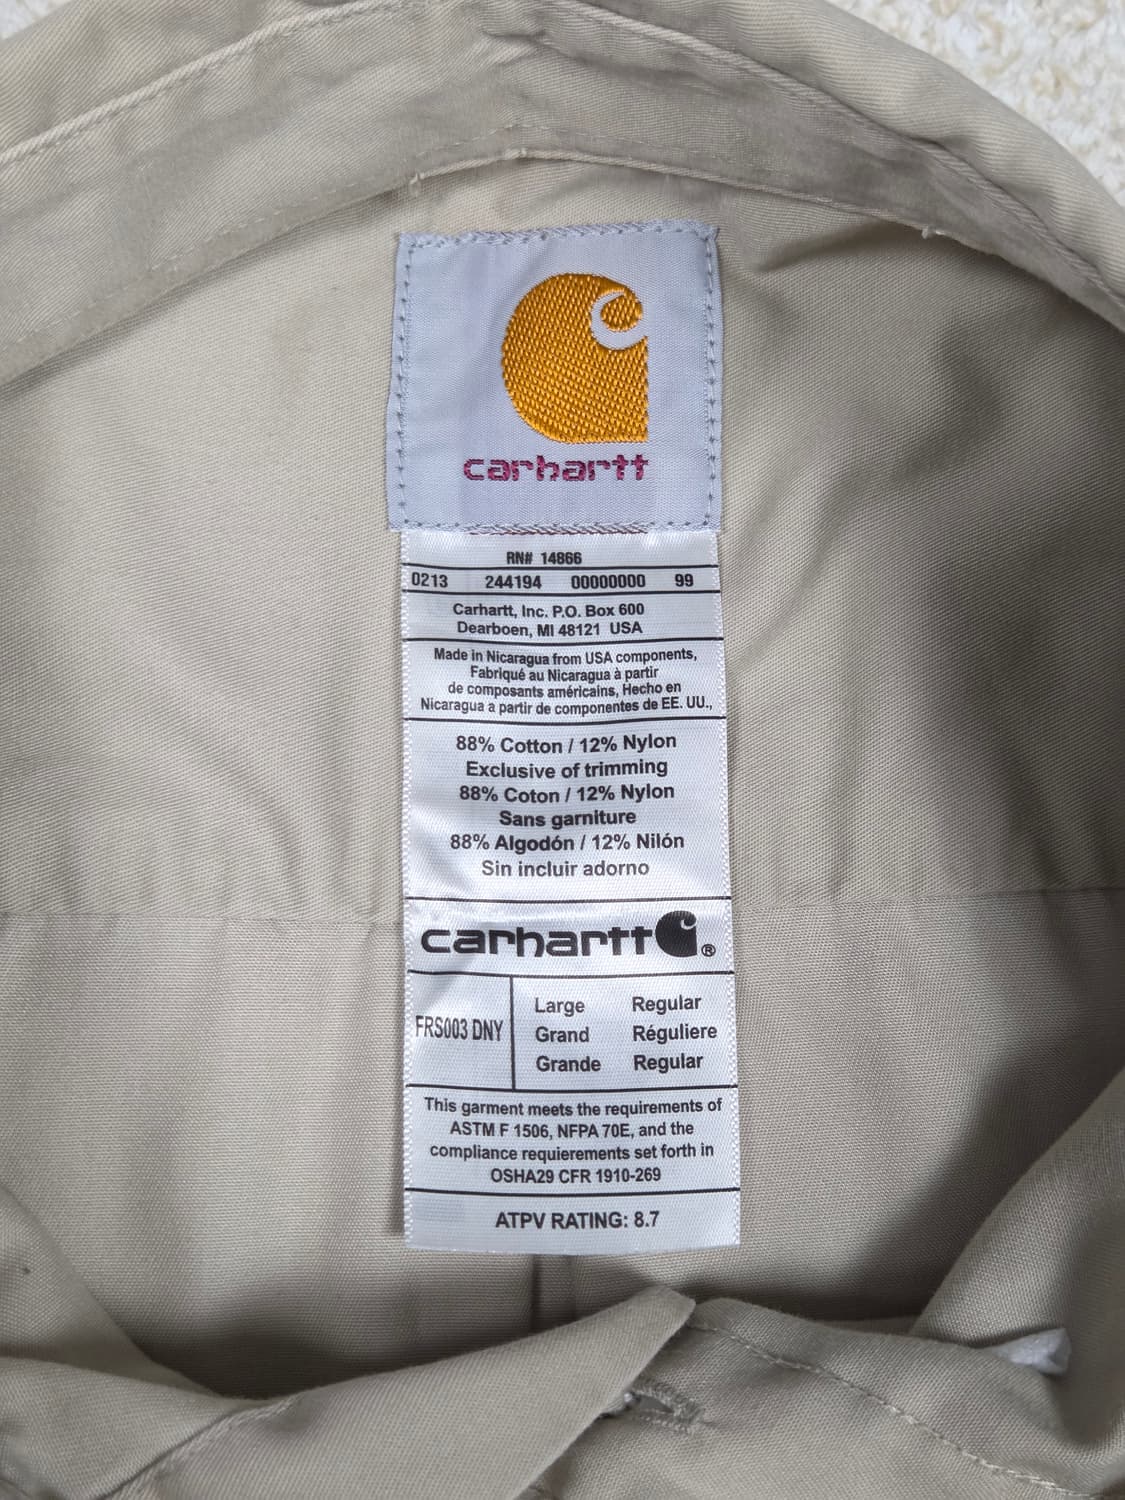 carhartt
RN# 14866
0213 244194 00000000 99
Carhartt, Inc. P.O. Box 600
Dearboen, MI 48121 USA
Made in Nicaragua from USA components,
Fabriqué au Nicaragua à partir
de composants américains, Hecho en
Nicaragua a partir de componentes de EE. UU.,
88% Cotton / 12% Nylon
Exclusive of trimming
88% Coton / 12% Nylon
Sans garniture
88% Algodón / 12% Nilón
Sin incluir adorno
carhartt ®
FRS003 DNY
Large Regular
Grand Réguliere
Grande Regular
This garment meets the requirements of
ASTM F 1506, NFPA 70E, and the
compliance requierements set forth in
OSHA29 CFR 1910-269
ATPV RATING: 8.7